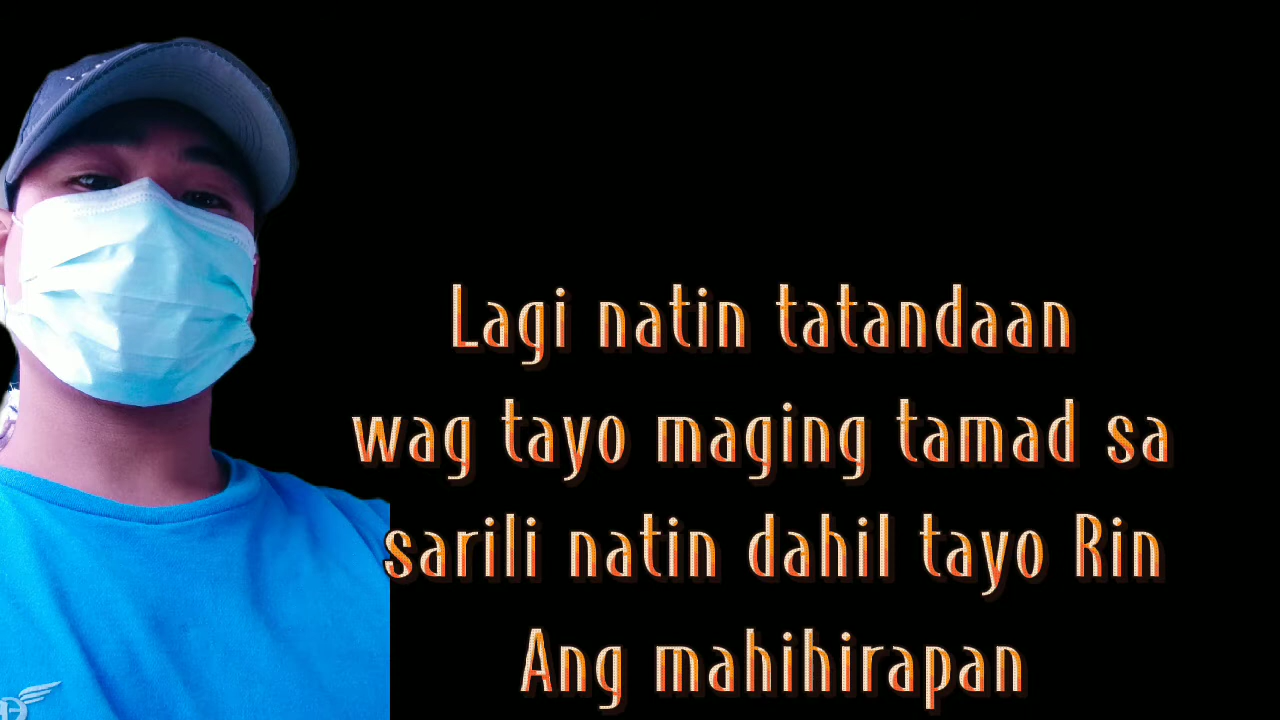 Lagi natin tatandaan
wag tayo maging tamad sa
sarili natin dahil tayo Rin
Ang mahihirapan